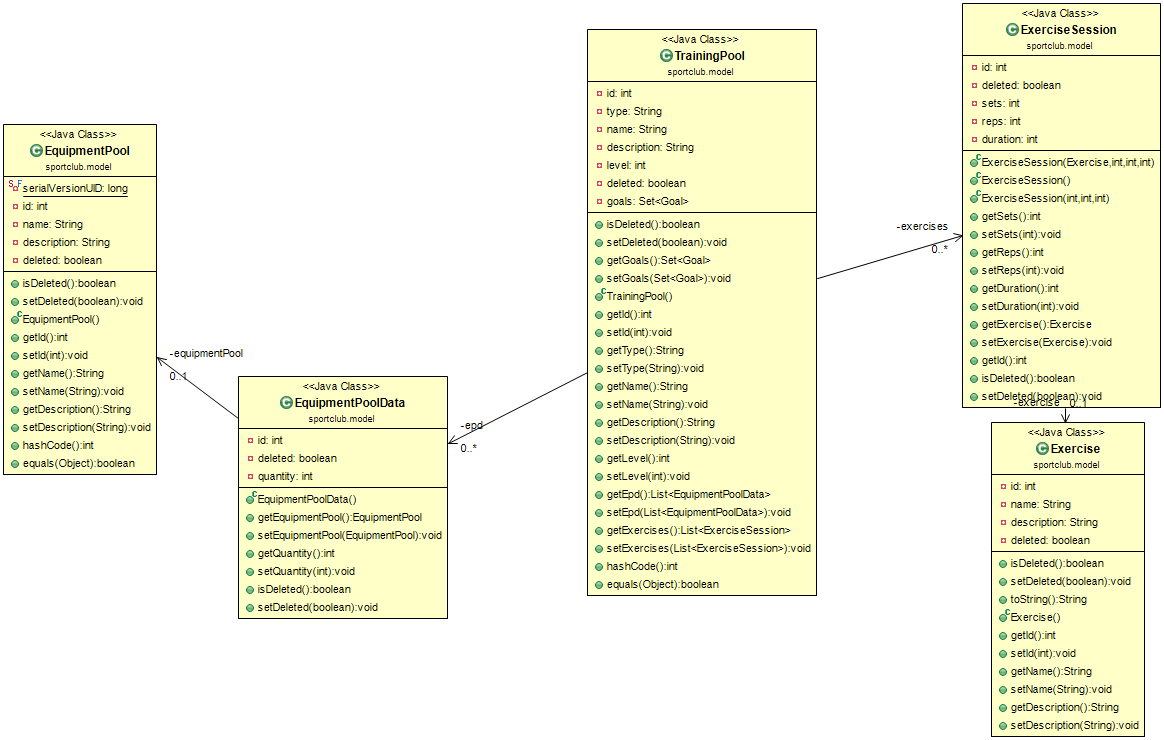 <<Java Class>>
EquipmentPool
sportclub.model
serialVersionUID: long
id: int
name: String
description: String
deleted: boolean
isDeleted():boolean
setDeleted(boolean):void
EquipmentPool()
getId():int
setId(int):void
getName():String
setName(String):void
getDescription():String
setDescription(String):void
hashCode():int
equals(Object):boolean
-equipmentPool
0..1
<<Java Class>>
EquipmentPoolData
sportclub.model
id: int
deleted: boolean
quantity: int
EquipmentPoolData()
getEquipmentPool():EquipmentPool
setEquipmentPool(EquipmentPool):void
getQuantity():int
setQuantity(int):void
isDeleted():boolean
setDeleted(boolean):void
-epd
0..*
<<Java Class>>
TrainingPool
sportclub.model
id: int
type: String
name: String
description: String
level: int
deleted: boolean
goals: Set<Goal>
isDeleted():boolean
setDeleted(boolean):void
getGoals():Set<Goal>
setGoals(Set<Goal>):void
TrainingPool()
getId():int
setId(int):void
getType():String
setType(String):void
getName():String
setName(String):void
getDescription():String
setDescription(String):void
getLevel():int
setLevel(int):void
getEpd():List<EquipmentPoolData>
setEpd(List<EquipmentPoolData>):void
getExercises():List<ExerciseSession>
setExercises(List<ExerciseSession>):void
hashCode():int
equals(Object):boolean
-exercises
0..*
<<Java Class>>
ExerciseSession
sportclub.model
id: int
deleted: boolean
sets: int
reps: int
duration: int
ExerciseSession(Exercise,int,int,int)
ExerciseSession()
ExerciseSession(int,int,int)
getSets():int
setSets(int):void
getReps():int
setReps(int):void
getDuration():int
setDuration(int):void
getExercise():Exercise
setExercise(Exercise):void
getId():int
isDeleted():boolean
setDeleted(boolean):void
-exercise 0..1
<<Java Class>>
Exercise
sportclub.model
id: int
name: String
description: String
deleted: boolean
isDeleted():boolean
setDeleted(boolean):void
toString():String
Exercise()
getId():int
setId(int):void
getName():String
setName(String):void
getDescription():String
setDescription(String):void